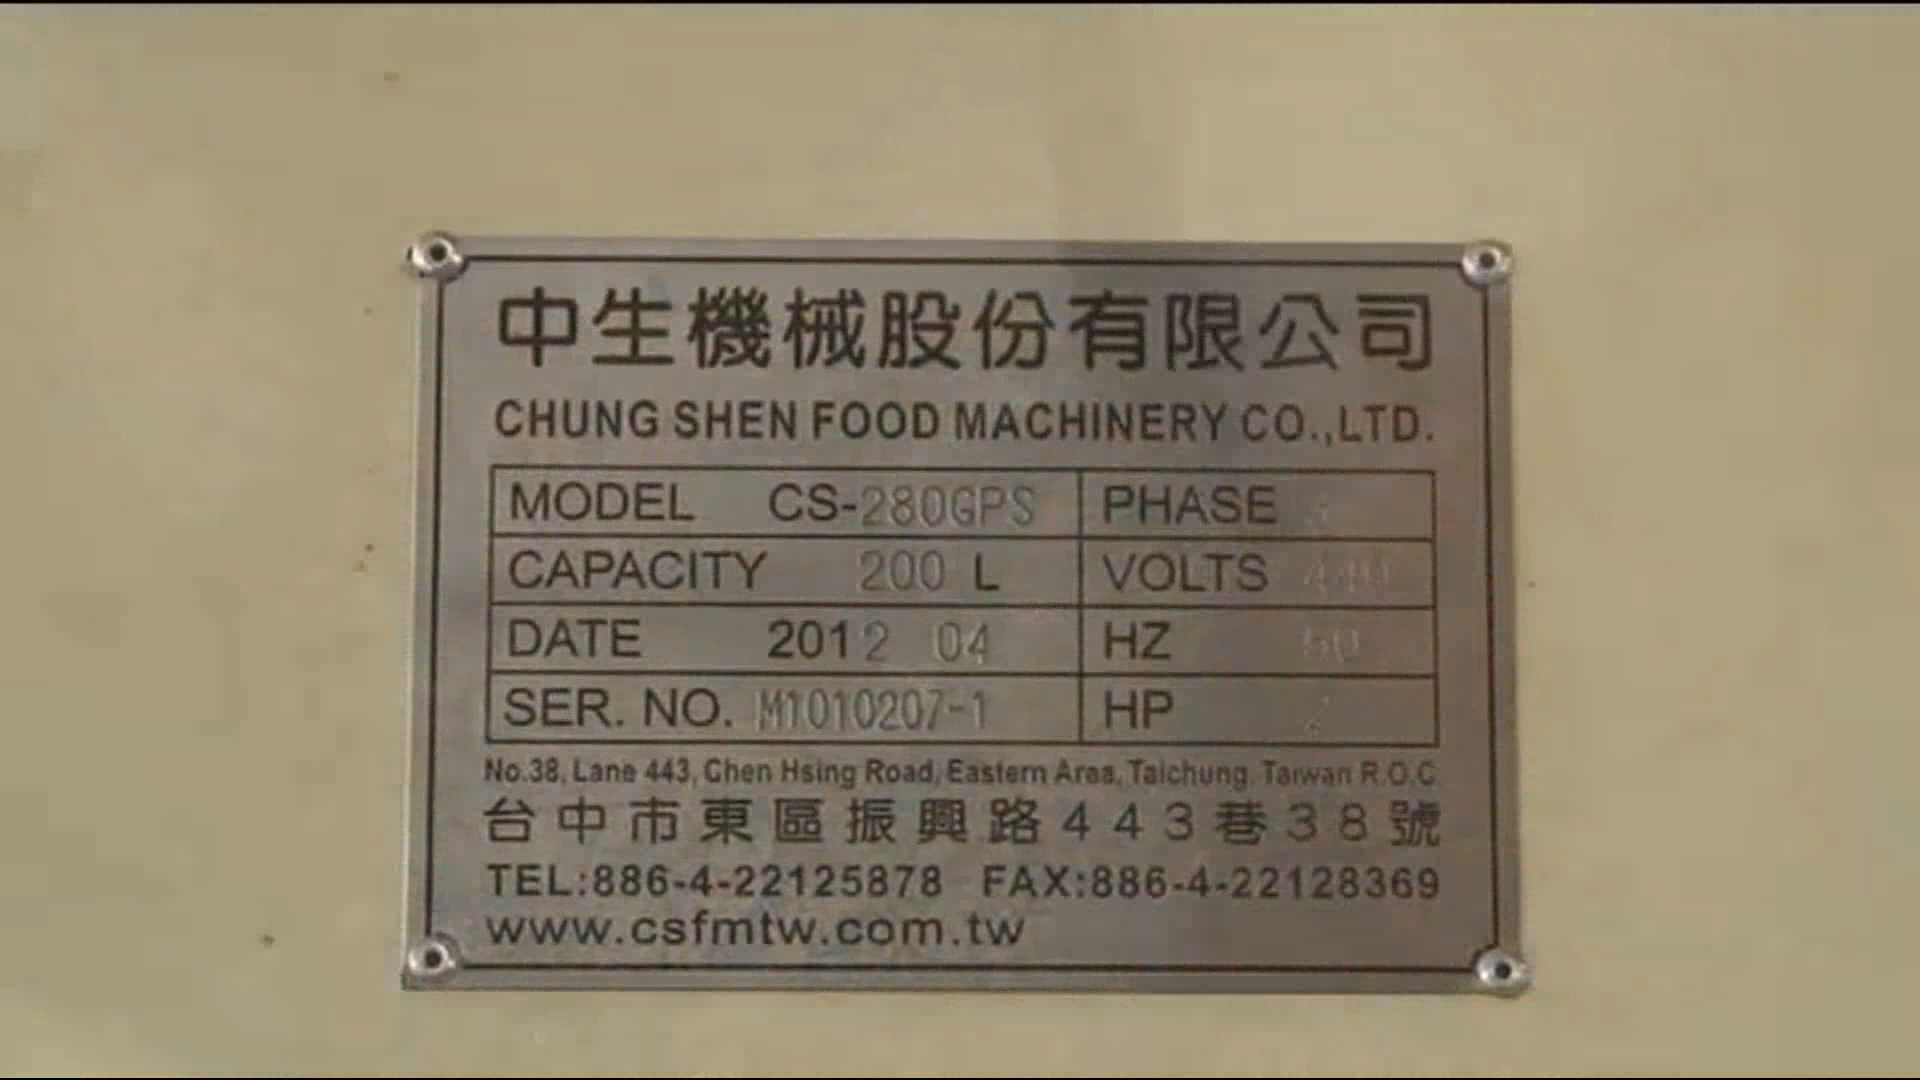 中生機械股份有限公司
CHUNG SHEN FOOD MACHINERY CO.,LTD.
MODEL CS-280GPS PHASE 3
CAPACITY 200 L VOLTS 440
DATE 2012 04 HZ 50
SER. NO. M1010207-1 HP
No.38, Lane 443, Chen Hsing Road, Eastern Area, Taichung, Taiwan R.O.C.
台中市東區振興路443巷38號
TEL:886-4-22125878 FAX:886-4-22128369
www.csfmtw.com.tw